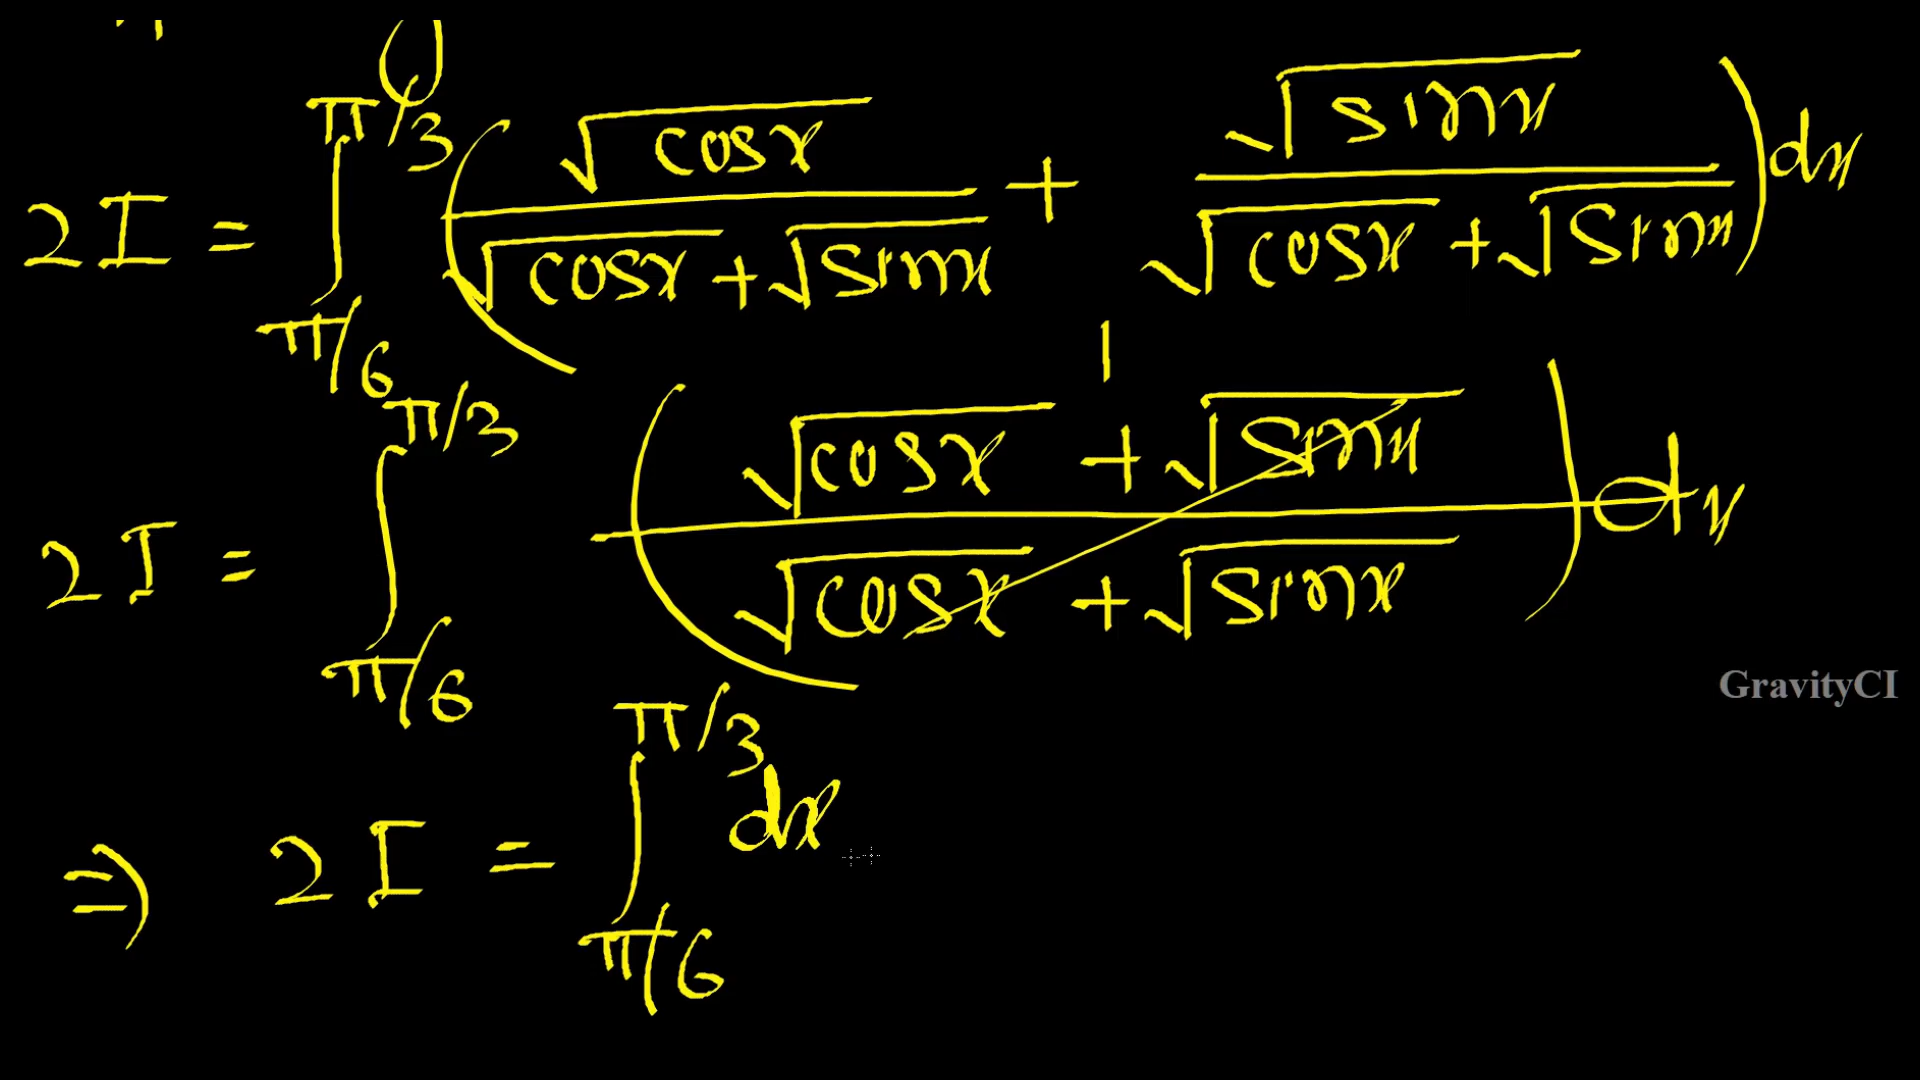 2I = ∫_{π/6}^{π/3} (√cosx / (√cosx + √sinx) + √sinx / (√cosx + √sinx)) dx
1
2I = ∫_{π/6}^{π/3} ((√cosx + √sinx) / (√cosx + √sinx)) dx
GravityCI
⇒ 2I = ∫_{π/6}^{π/3} dx